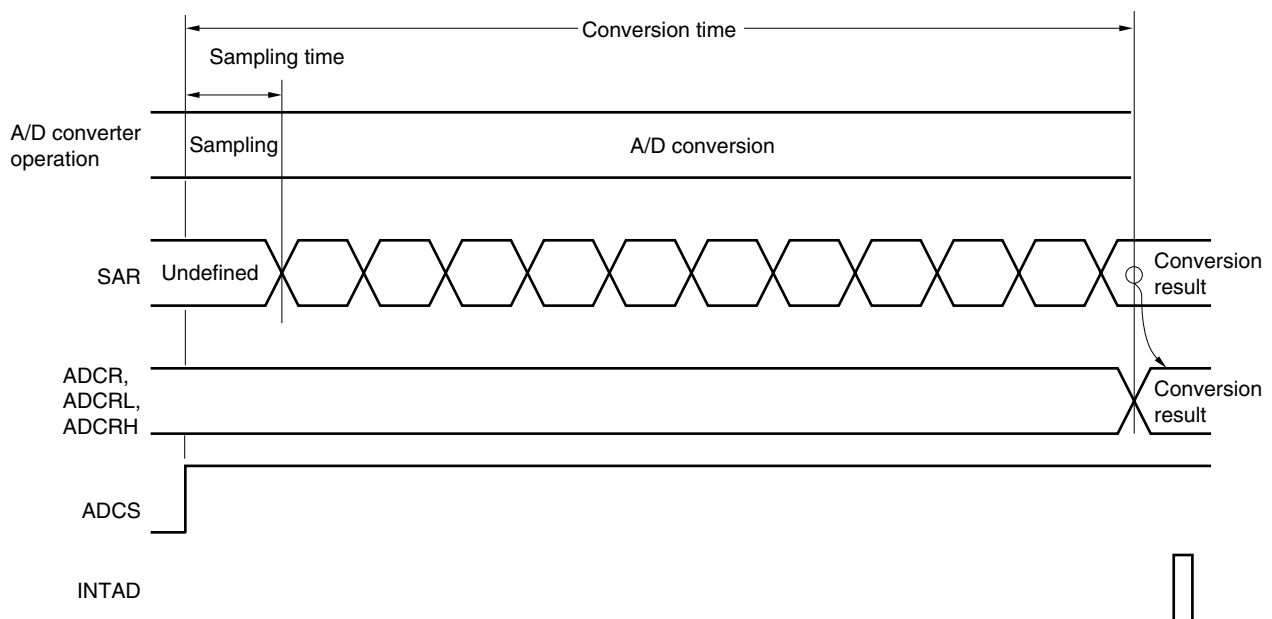 Conversion time
Sampling time
A/D converter
operation
Sampling
A/D conversion
SAR
Undefined
Conversion
result
ADCR,
ADCRL,
ADCRH
Conversion
result
ADCS
INTAD